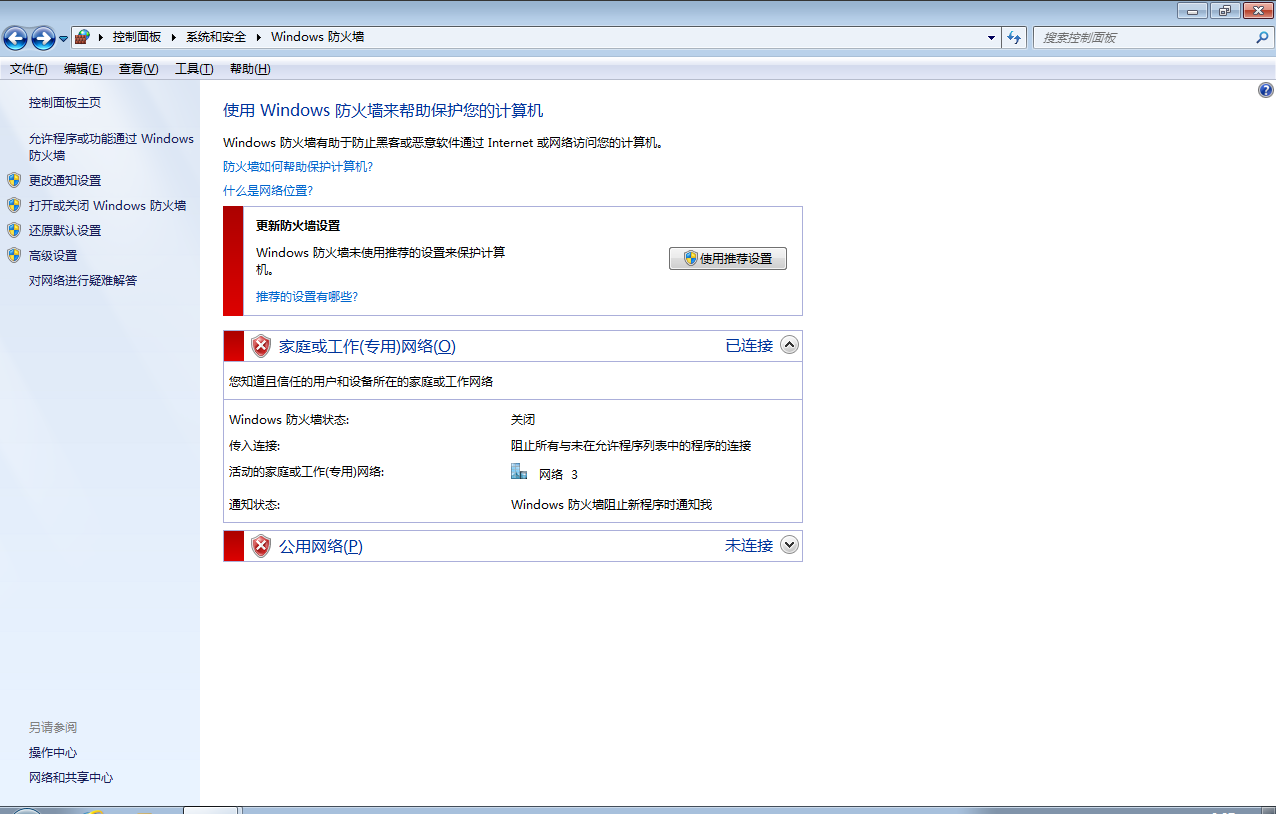 控制面板 系统和安全 Windows 防火墙
搜索控制面板
文件(F) 编辑(E) 查看(V) 工具(T) 帮助(H)
控制面板主页
允许程序或功能通过 Windows
防火墙
更改通知设置
打开或关闭 Windows 防火墙
还原默认设置
高级设置
对网络进行疑难解答
另请参阅
操作中心
网络和共享中心
使用 Windows 防火墙来帮助保护您的计算机
Windows 防火墙有助于防止黑客或恶意软件通过 Internet 或网络访问您的计算机。
防火墙如何帮助保护计算机?
什么是网络位置?
更新防火墙设置
Windows 防火墙未使用推荐的设置来保护计算
机。
使用推荐设置
推荐的设置有哪些?
家庭或工作(专用)网络(O) 已连接
您知道且信任的用户和设备所在的家庭或工作网络
Windows 防火墙状态: 关闭
传入连接: 阻止所有与未在允许程序列表中的程序的连接
活动的家庭或工作(专用)网络: 网络 3
通知状态: Windows 防火墙阻止新程序时通知我
公用网络(P) 未连接